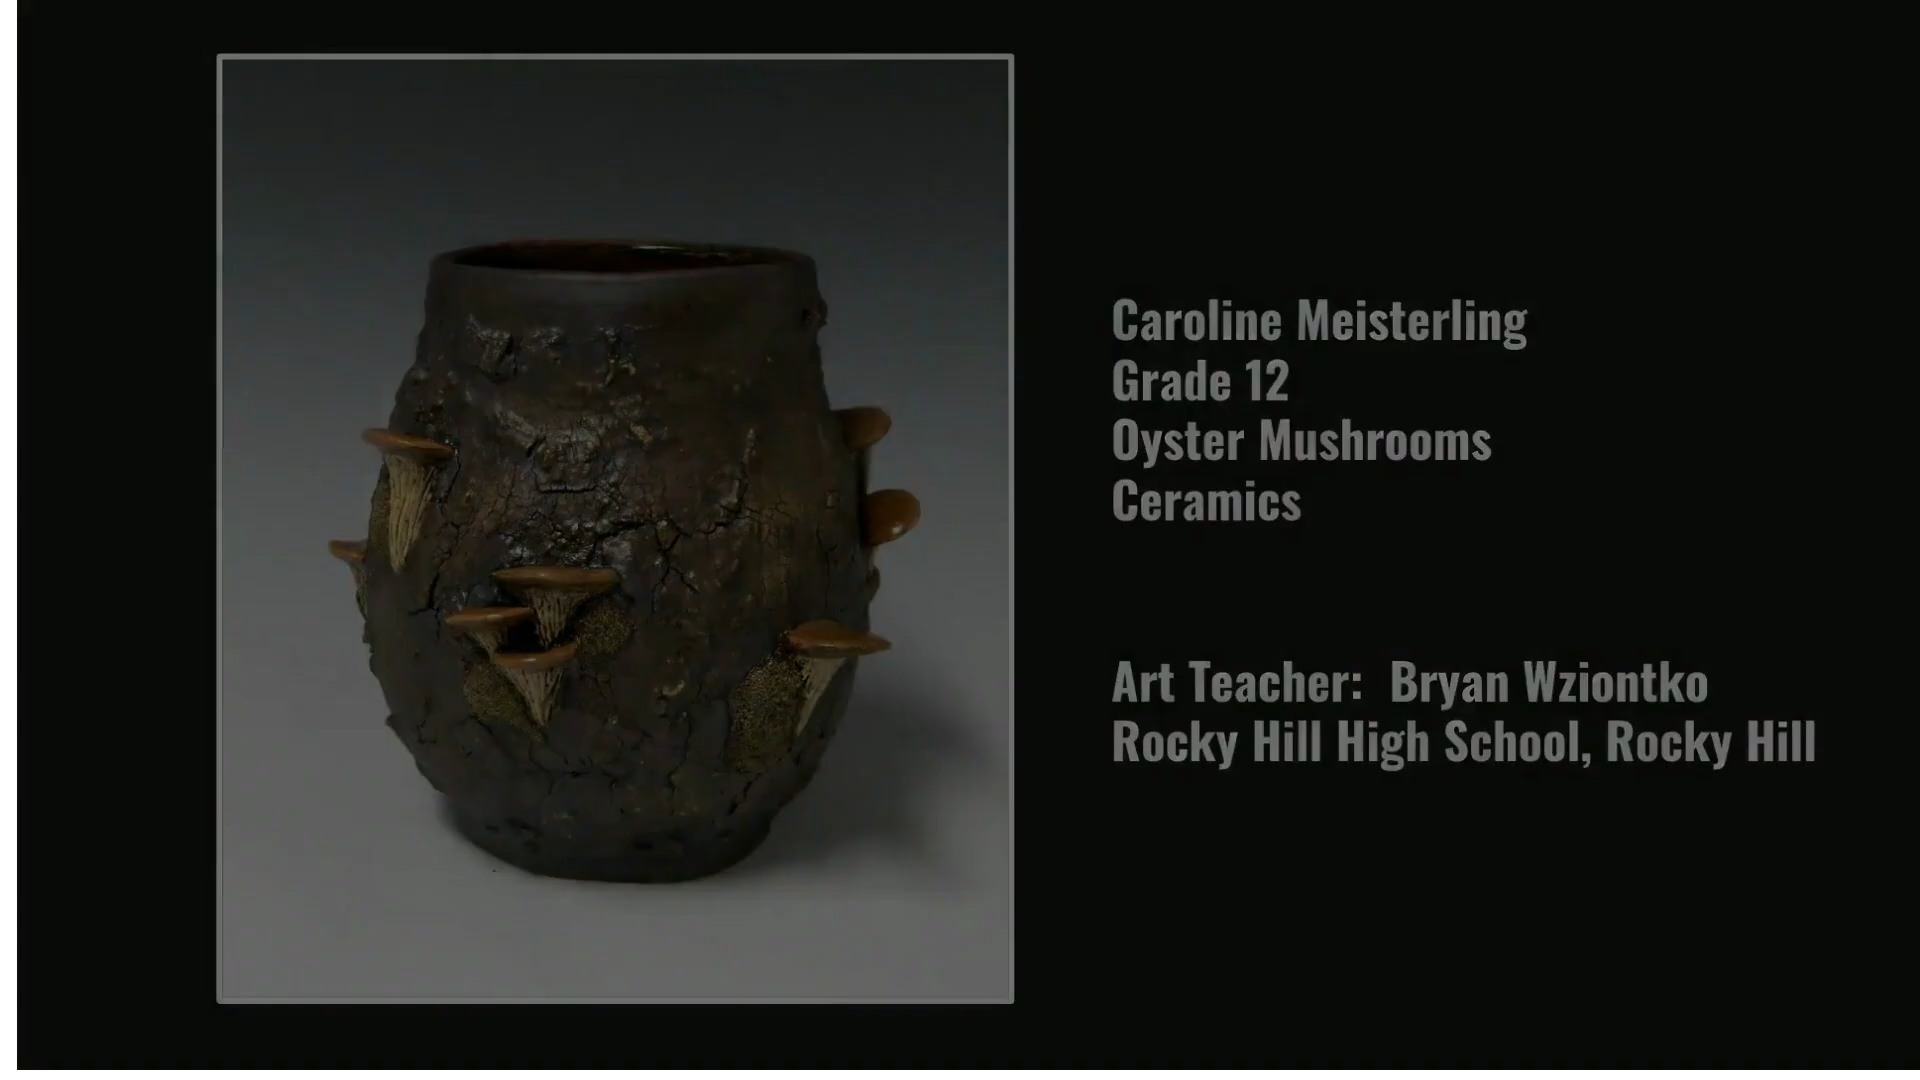 Caroline Meisterling
Grade 12
Oyster Mushrooms
Ceramics
Art Teacher:  Bryan Wziontko
Rocky Hill High School, Rocky Hill